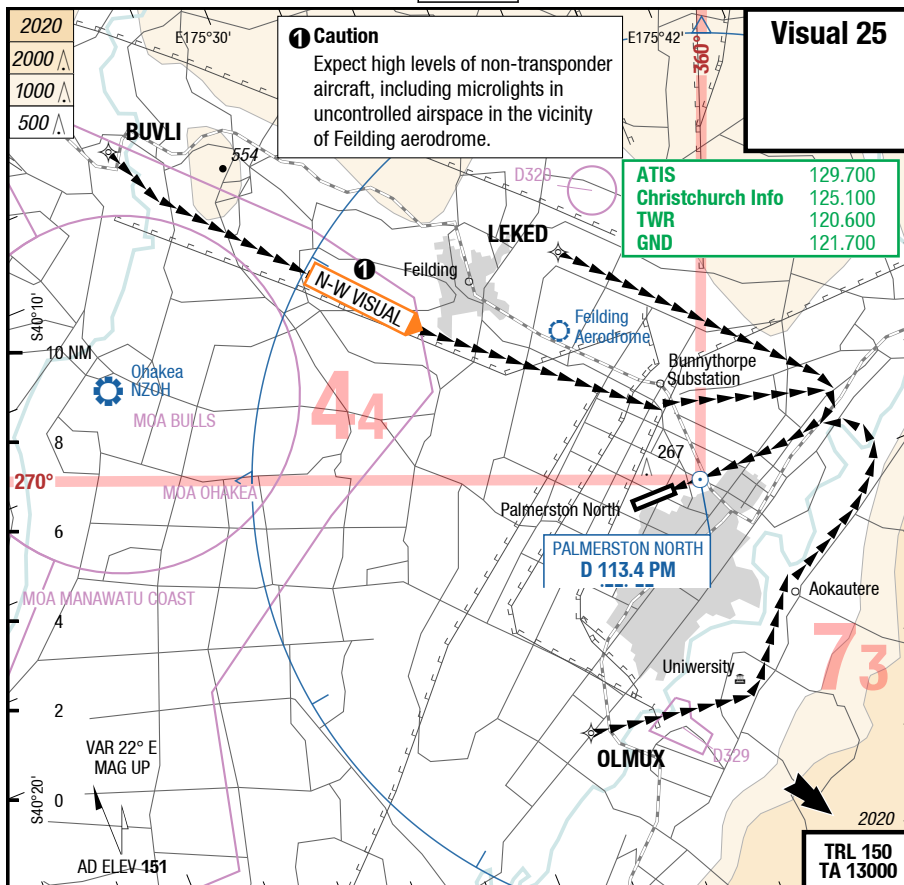 2020
2000
1000
500
E175°30'
❶ Caution
Expect high levels of non-transponder
aircraft, including microlights in
uncontrolled airspace in the vicinity
of Feilding aerodrome.
E175°42'
360°
Visual 25
BUVLI
554
D320
ATIS 129.700
Christchurch Info 125.100
TWR 120.600
GND 121.700
LEKED
❶
N-W VISUAL
Feilding
Feilding
Aerodrome
S40°10'
10 NM
Ohakea
NZOH
MOA BULLS
44
Bunnythorpe
Substation
8
267
270°
MOA OHAKEA
Palmerston North
6
PALMERSTON NORTH
D 113.4 PM
MOA MANAWATU COAST
Aokautere
4
73
Uniwersity
2
OLMUX
D329
VAR 22° E
MAG UP
S40°20'
0
2020
AD ELEV 151
TRL 150
TA 13000